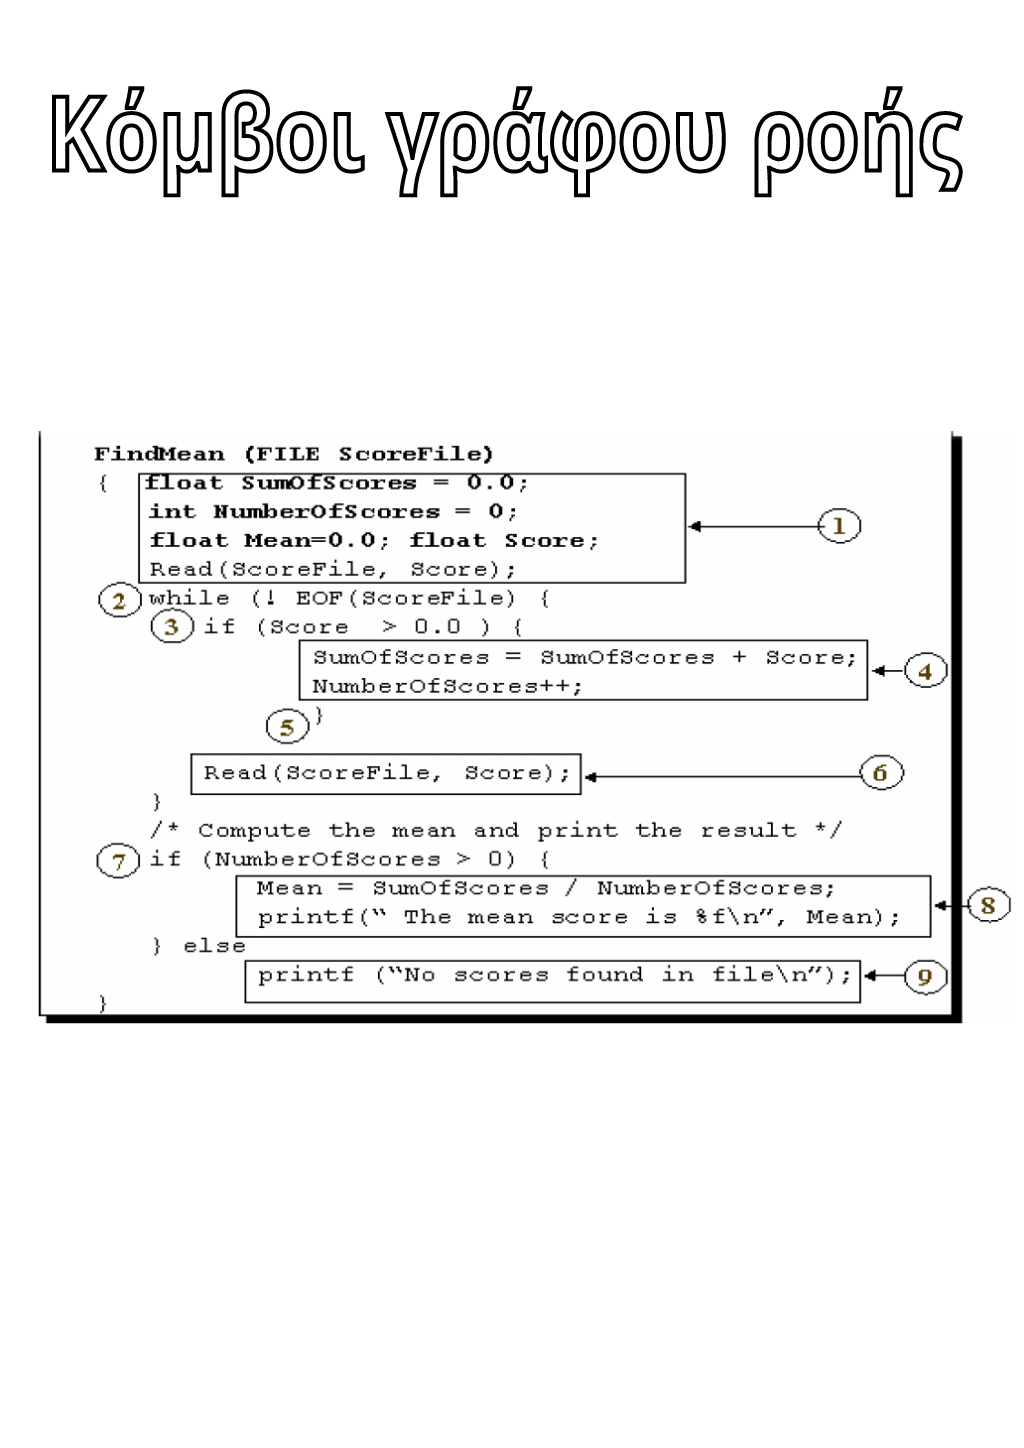 Κόμβοι γράφου ροής
FindMean (FILE ScoreFile)
{ float SumOfScores = 0.0;
int NumberOfScores = 0;
float Mean=0.0; float Score;
Read(ScoreFile, Score);
1
2 while (! EOF(ScoreFile) {
3 if (Score > 0.0 ) {
SumOfScores = SumOfScores + Score;
NumberOfScores++;
4
5 }
Read(ScoreFile, Score); 6
}
/* Compute the mean and print the result */
7 if (NumberOfScores > 0) {
Mean = SumOfScores / NumberOfScores;
printf(“ The mean score is %f\n”, Mean);
8
} else
printf (“No scores found in file\n”); 9
}